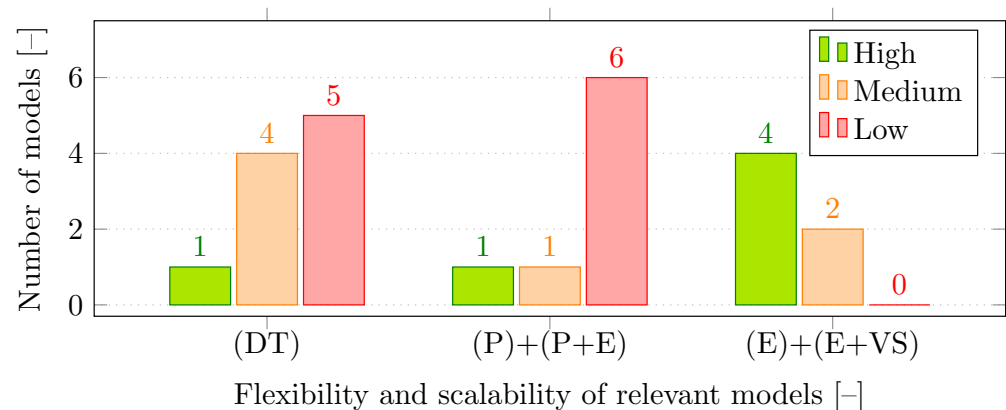 Number of models [–]
0
2
4
6
1
4
5
1
1
6
4
2
0
High
Medium
Low
(DT)
(P)+(P+E)
(E)+(E+VS)
Flexibility and scalability of relevant models [–]